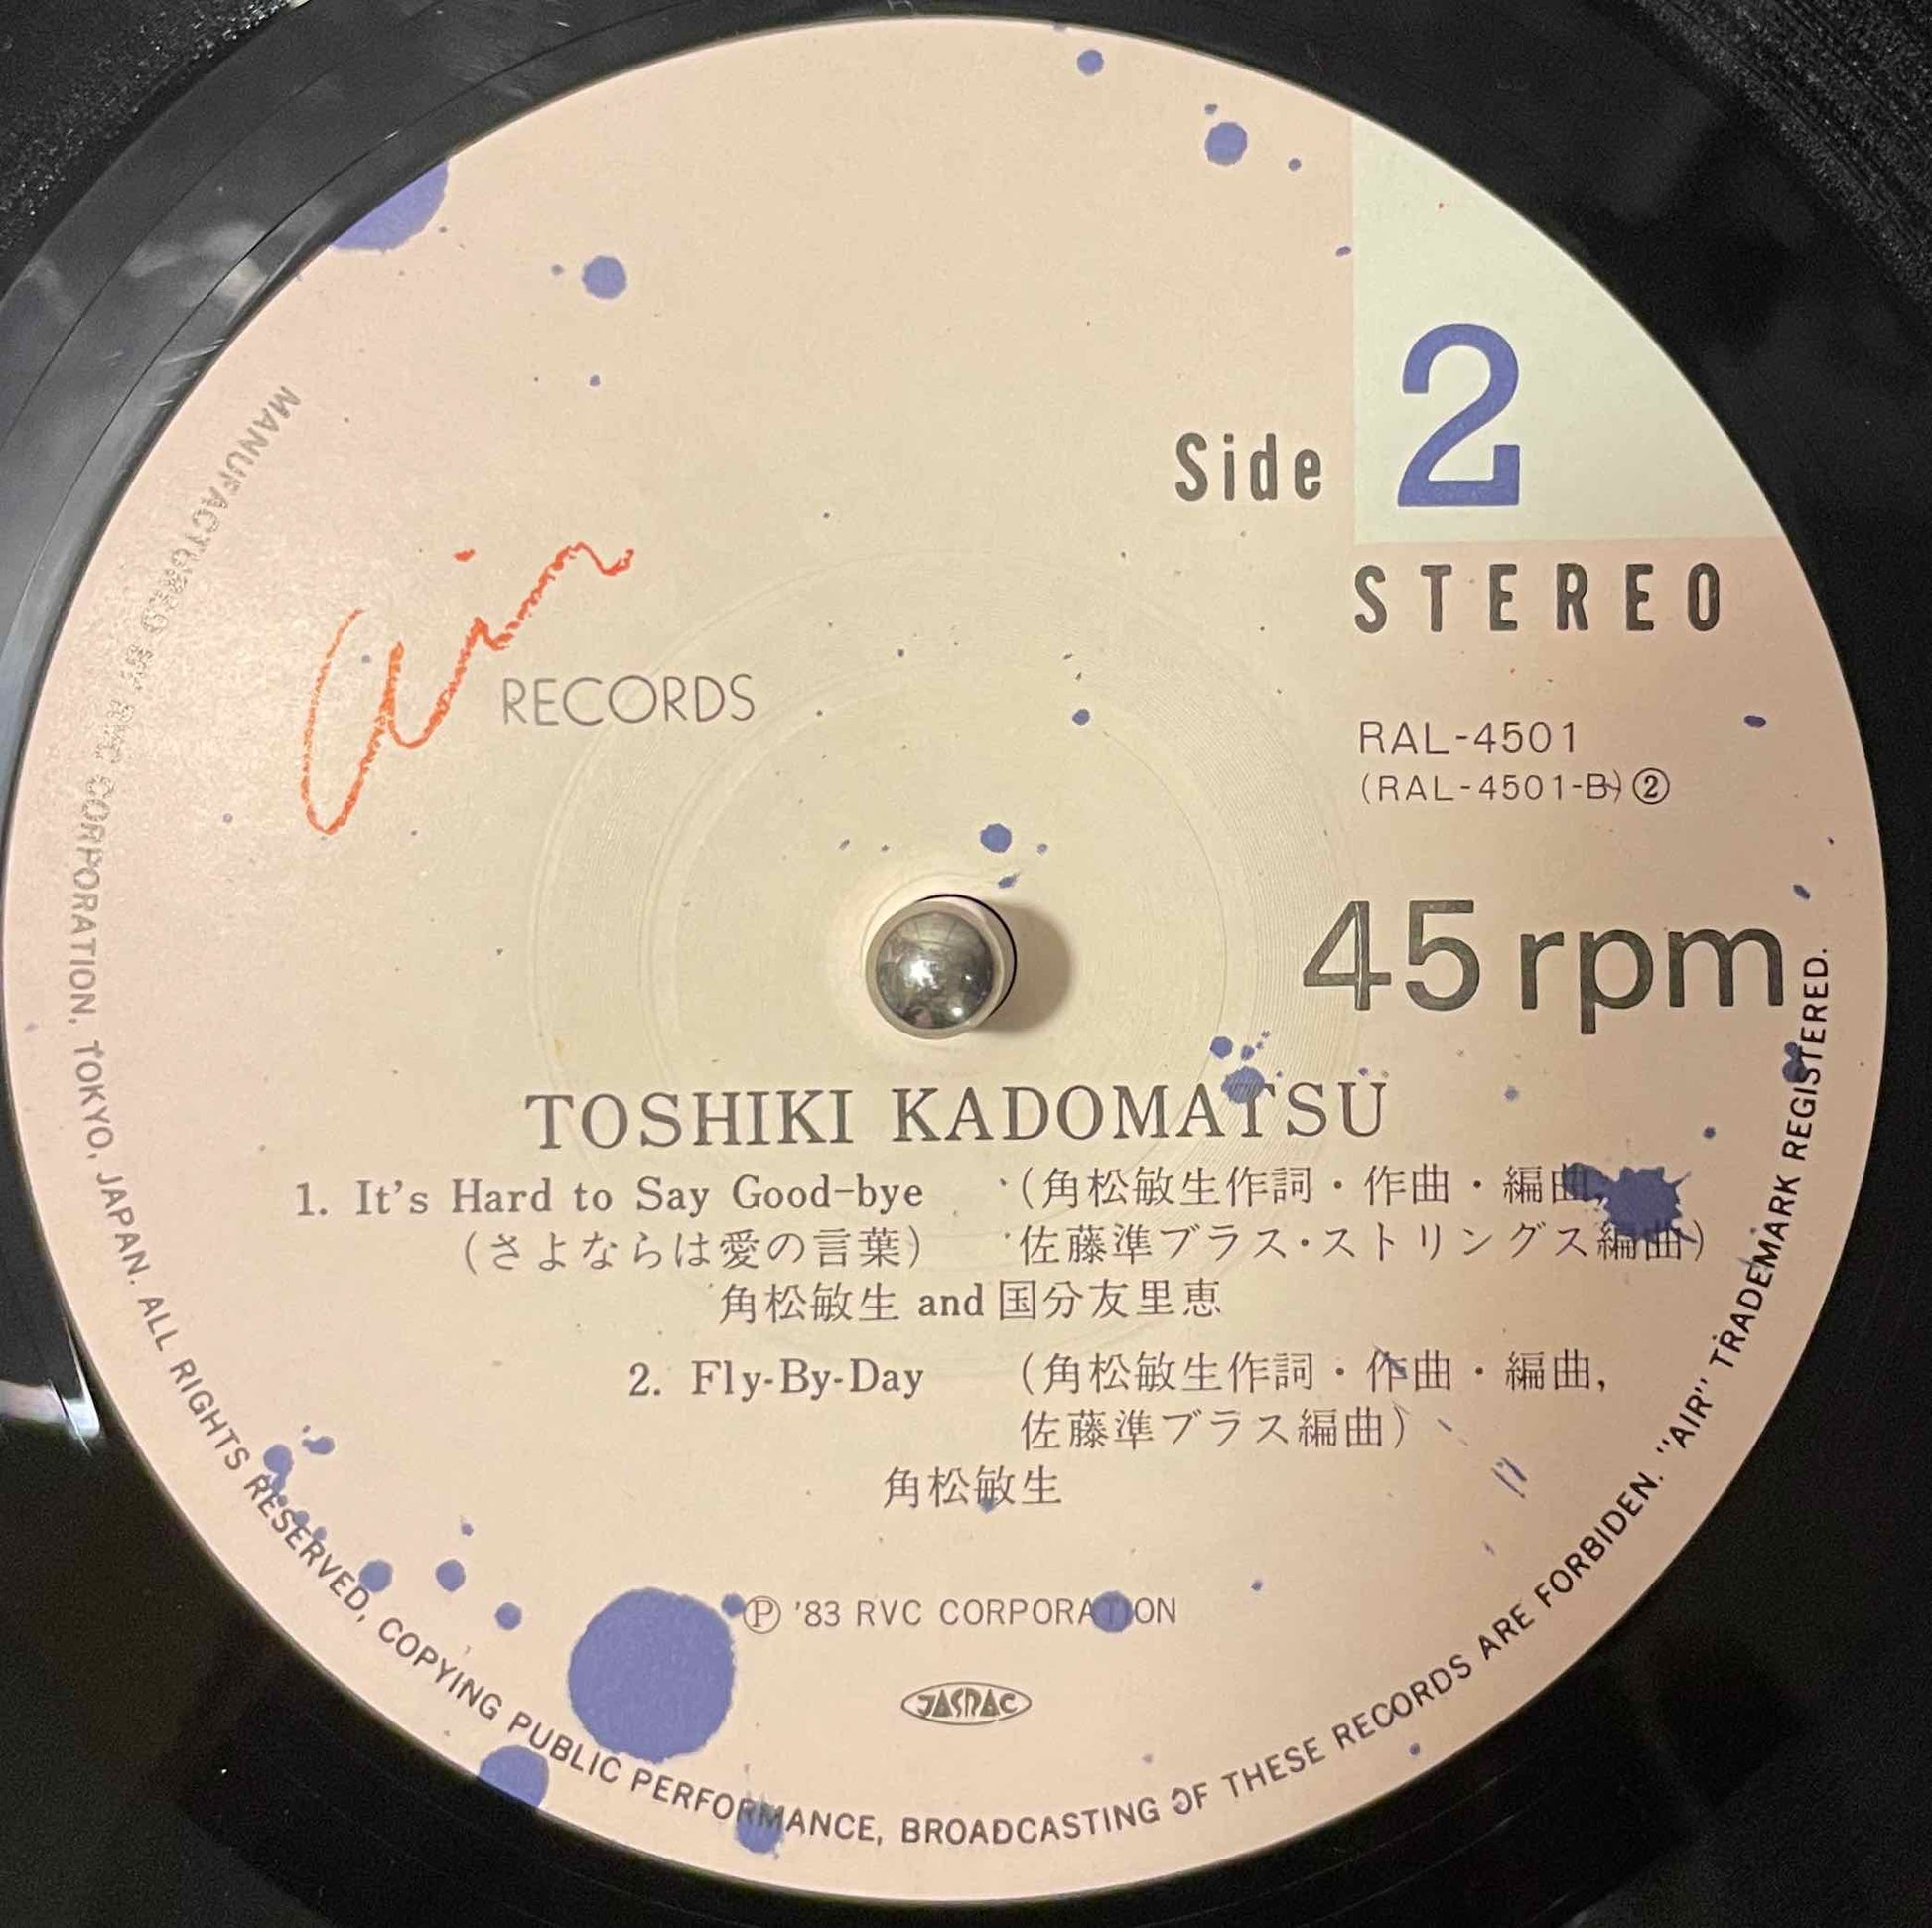 Side 2
STEREO
air RECORDS
RAL-4501
(RAL-4501-B) ②
45 rpm
TOSHIKI KADOMATSU
1. It's Hard to Say Good-bye (角松敏生作詞・作曲・編曲,
(さよならは愛の言葉) 佐藤準ブラス・ストリングス編曲)
角松敏生 and 国分友里恵
2. Fly-By-Day (角松敏生作詞・作曲・編曲,
佐藤準ブラス編曲)
角松敏生
Ⓟ '83 RVC CORPORATION
JASRAC
MANUFACTURED BY RVC CORPORATION, TOKYO, JAPAN. ALL RIGHTS RESERVED, COPYING PUBLIC PERFORMANCE, BROADCASTING OF THESE RECORDS ARE FORBIDEN. "AIR" TRADEMARK REGISTERED.